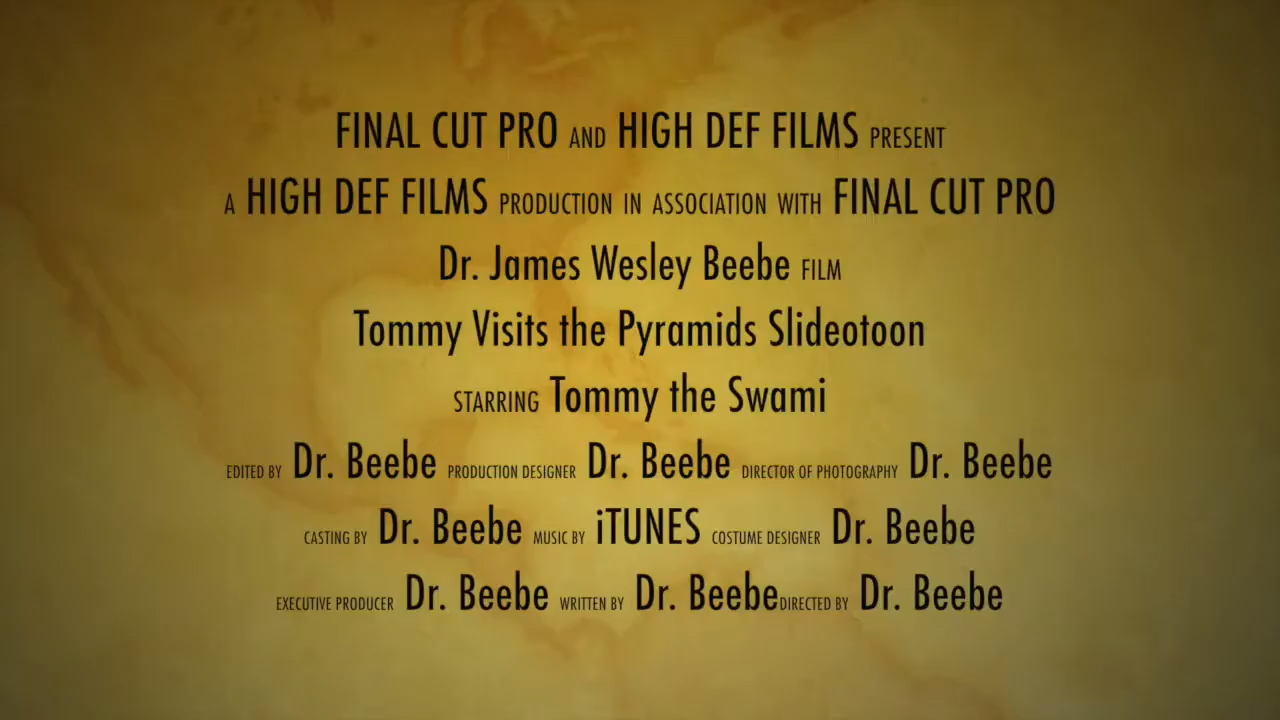 FINAL CUT PRO AND HIGH DEF FILMS PRESENT
A HIGH DEF FILMS PRODUCTION IN ASSOCIATION WITH FINAL CUT PRO
Dr. James Wesley Beebe FILM
Tommy Visits the Pyramids Slideotoon
STARRING Tommy the Swami
EDITED BY Dr. Beebe PRODUCTION DESIGNER Dr. Beebe DIRECTOR OF PHOTOGRAPHY Dr. Beebe
CASTING BY Dr. Beebe MUSIC BY iTUNES COSTUME DESIGNER Dr. Beebe
EXECUTIVE PRODUCER Dr. Beebe WRITTEN BY Dr. BeebeDIRECTED BY Dr. Beebe